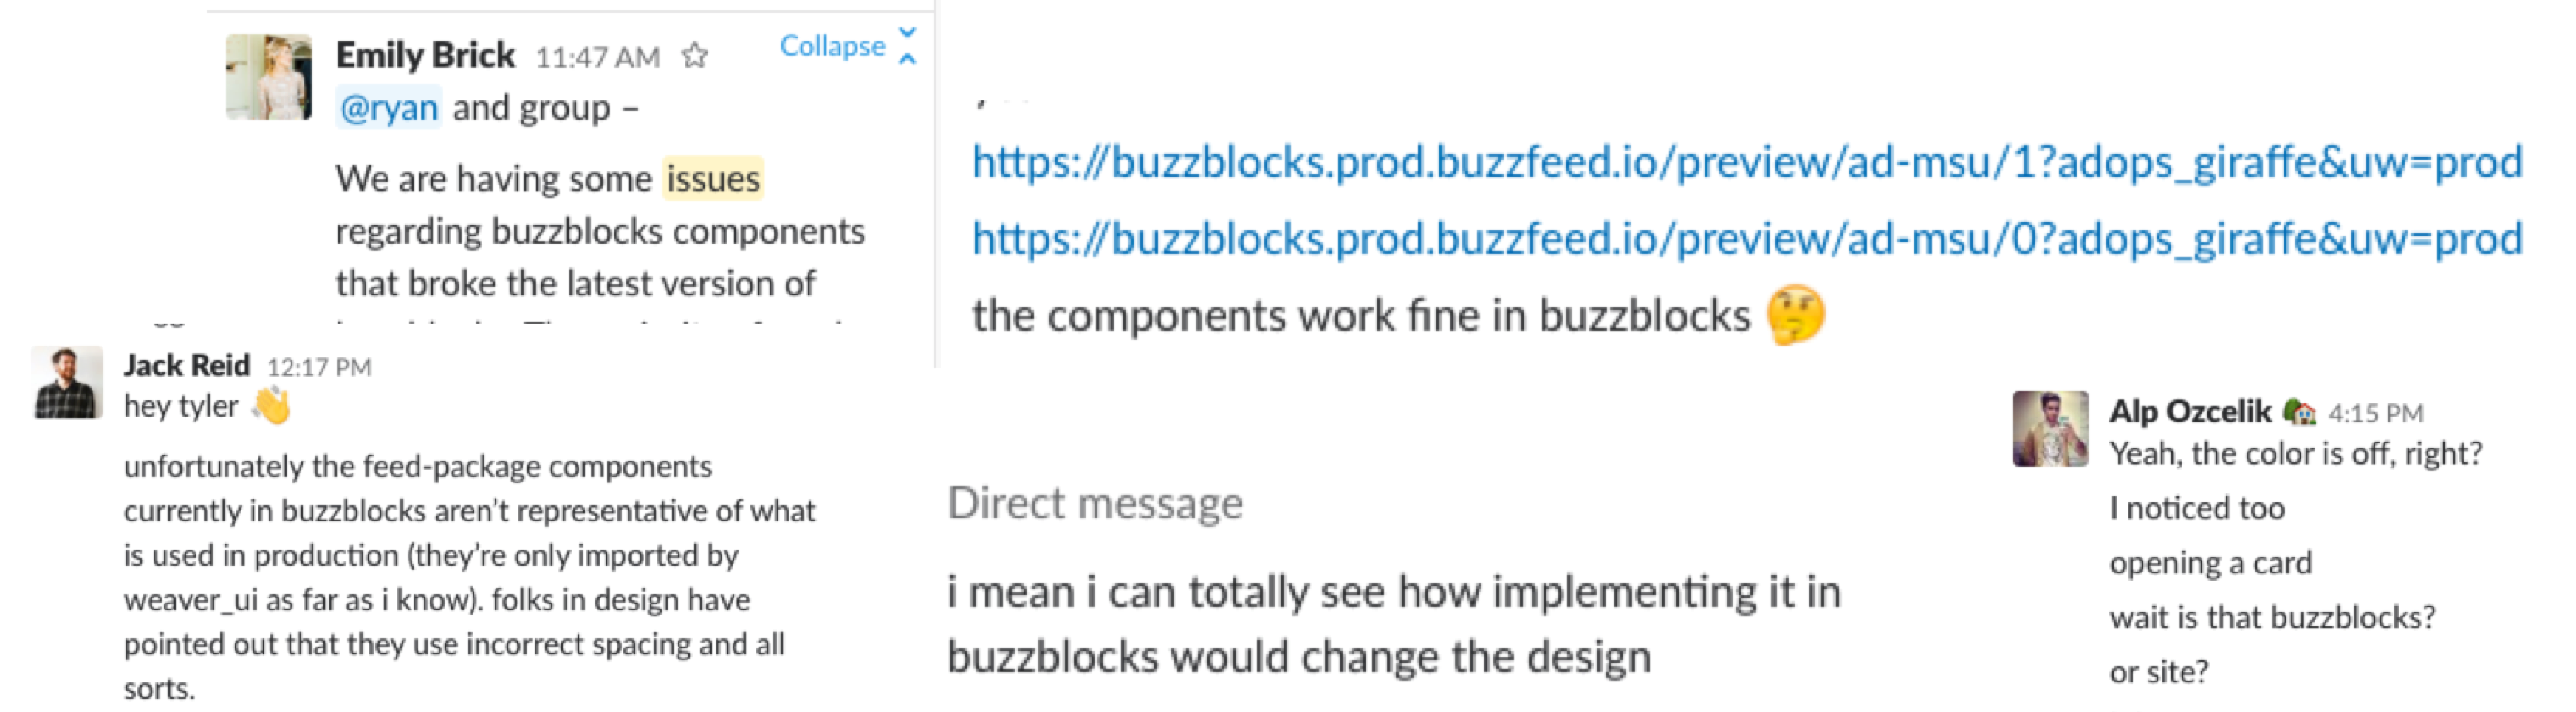 Emily Brick 11:47 AM
Collapse
@ryan and group –
We are having some issues
regarding buzzblocks components
that broke the latest version of
Jack Reid 12:17 PM
hey tyler 👋
unfortunately the feed-package components
currently in buzzblocks aren't representative of what
is used in production (they're only imported by
weaver_ui as far as i know). folks in design have
pointed out that they use incorrect spacing and all
sorts.
https://buzzblocks.prod.buzzfeed.io/preview/ad-msu/1?adops_giraffe&uw=prod
https://buzzblocks.prod.buzzfeed.io/preview/ad-msu/0?adops_giraffe&uw=prod
the components work fine in buzzblocks 🤔
Direct message
i mean i can totally see how implementing it in
buzzblocks would change the design
Alp Ozcelik 🏡 4:15 PM
Yeah, the color is off, right?
I noticed too
opening a card
wait is that buzzblocks?
or site?